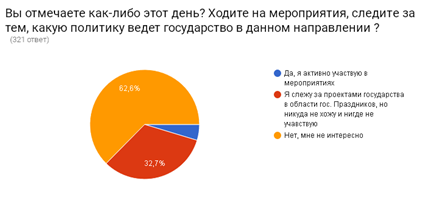 Вы отмечаете как-либо этот день? Ходите на мероприятия, следите за
тем, какую политику ведет государство в данном направлении ?
(321 ответ)
62,6%
32,7%
Да, я активно участвую в
мероприятиях
Я слежу за проектами государства
в области гос. Праздников, но
никуда не хожу и нигде не
учавствую
Нет, мне не интересно